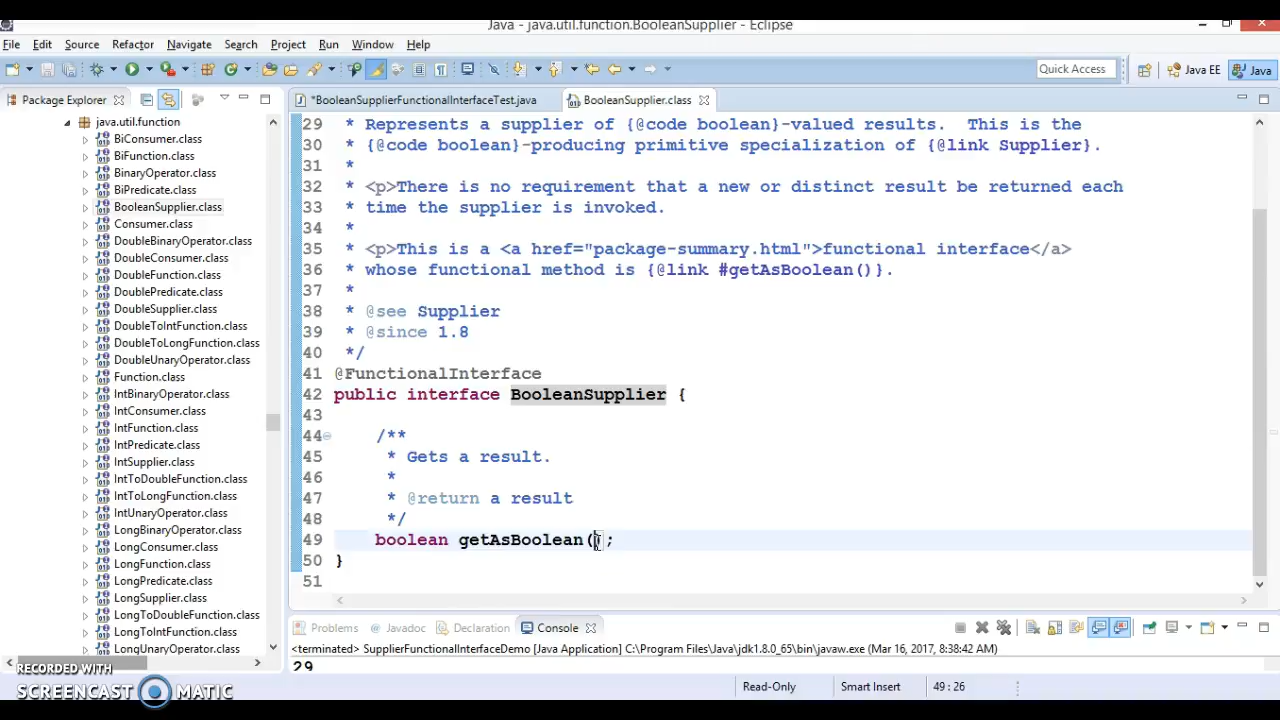 Java - java.util.function.BooleanSupplier - Eclipse
File Edit Source Refactor Navigate Search Project Run Window Help
Quick Access Java EE Java
Package Explorer
*BooleanSupplierFunctionalInterfaceTest.java BooleanSupplier.class
java.util.function
BiConsumer.class
BiFunction.class
BinaryOperator.class
BiPredicate.class
BooleanSupplier.class
Consumer.class
DoubleBinaryOperator.class
DoubleConsumer.class
DoubleFunction.class
DoublePredicate.class
DoubleSupplier.class
DoubleToIntFunction.class
DoubleToLongFunction.class
DoubleUnaryOperator.class
Function.class
IntBinaryOperator.class
IntConsumer.class
IntFunction.class
IntPredicate.class
IntSupplier.class
IntToDoubleFunction.class
IntToLongFunction.class
IntUnaryOperator.class
LongBinaryOperator.class
LongConsumer.class
LongFunction.class
LongPredicate.class
LongSupplier.class
LongToDoubleFunction.class
LongToIntFunction.class
LongUnaryOperator.class
29 * Represents a supplier of {@code boolean}-valued results. This is the
30 * {@code boolean}-producing primitive specialization of {@link Supplier}.
31 *
32 * <p>There is no requirement that a new or distinct result be returned each
33 * time the supplier is invoked.
34 *
35 * <p>This is a <a href="package-summary.html">functional interface</a>
36 * whose functional method is {@link #getAsBoolean()}.
37 *
38 * @see Supplier
39 * @since 1.8
40 */
41 @FunctionalInterface
42 public interface BooleanSupplier {
43
44 /**
45 * Gets a result.
46 *
47 * @return a result
48 */
49 boolean getAsBoolean();
50 }
51
Problems Javadoc Declaration Console
<terminated> SupplierFunctionalInterfaceDemo [Java Application] C:\Program Files\Java\jdk1.8.0_65\bin\javaw.exe (Mar 16, 2017, 8:38:42 AM)
29
Read-Only Smart Insert 49 : 26
RECORDED WITH
SCREENCAST MATIC